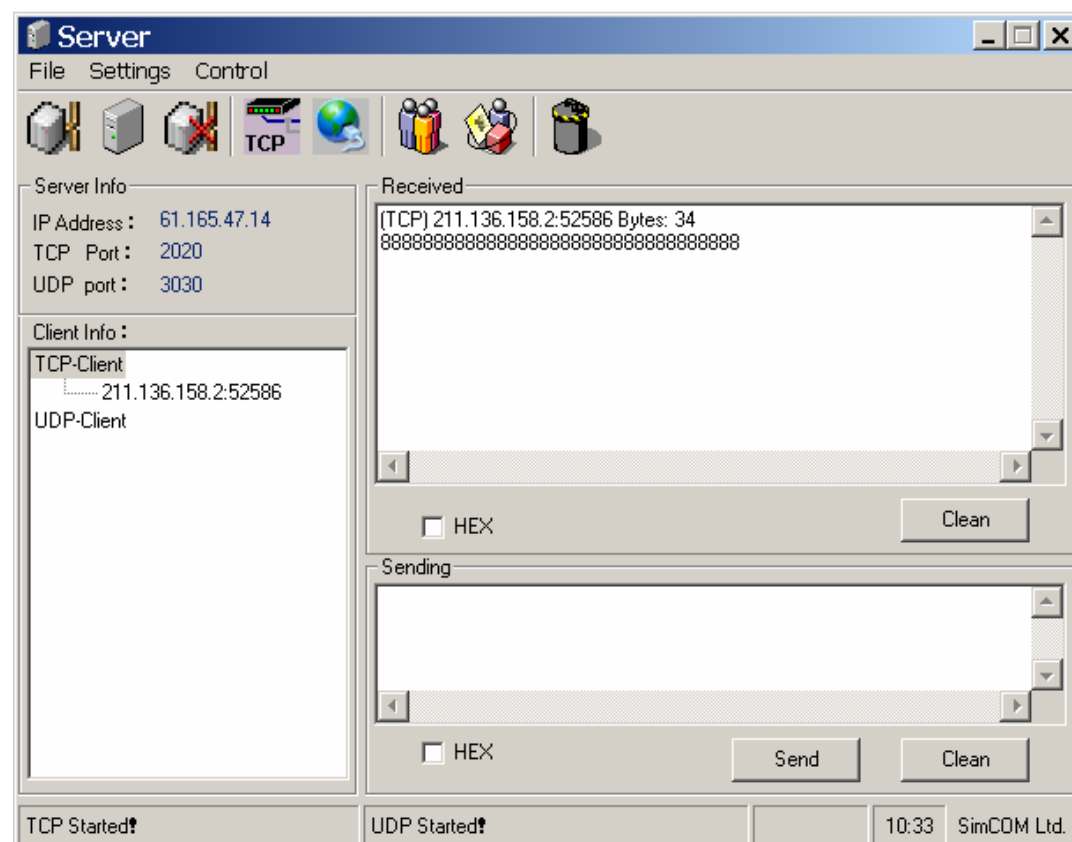 Server
File Settings Control
TCP
Server Info
IP Address: 61.165.47.14
TCP Port: 2020
UDP port: 3030
Client Info:
TCP-Client
211.136.158.2:52586
UDP-Client
Received
(TCP) 211.136.158.2:52586 Bytes: 34
8888888888888888888888888888888888
HEX
Clean
Sending
HEX
Send
Clean
TCP Started!
UDP Started!
10:33
SimCOM Ltd.